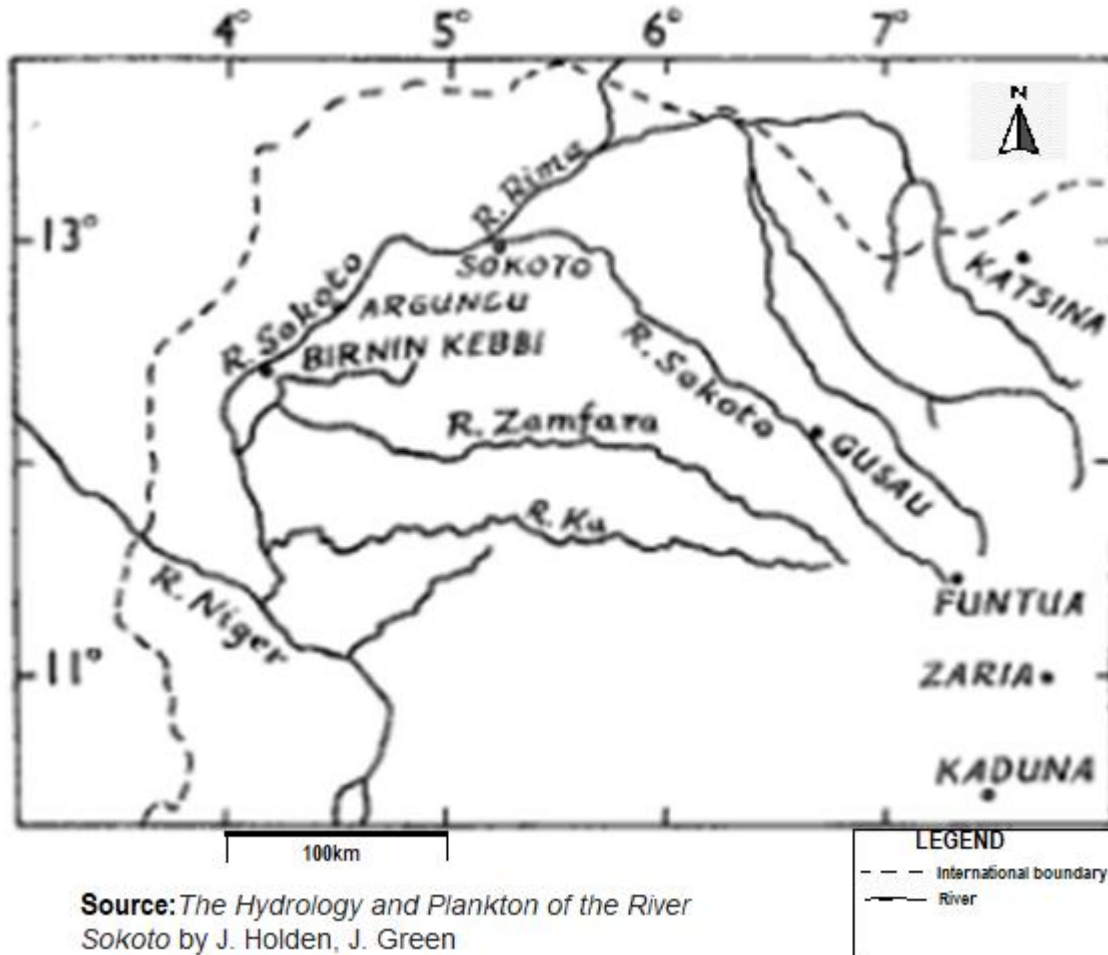 4° 5° 6° 7°
N
13°
R. Rima
SOKOTO
KATSINA
R. Sokoto
ARGUNGU
BIRNIN KEBBI
R. Sokoto
R. Zamfara
GUSAU
R. Ka
R. Niger
FUNTUA
11°
ZARIA
KADUNA
100km
LEGEND
International boundary
River
Source: The Hydrology and Plankton of the River
Sokoto by J. Holden, J. Green